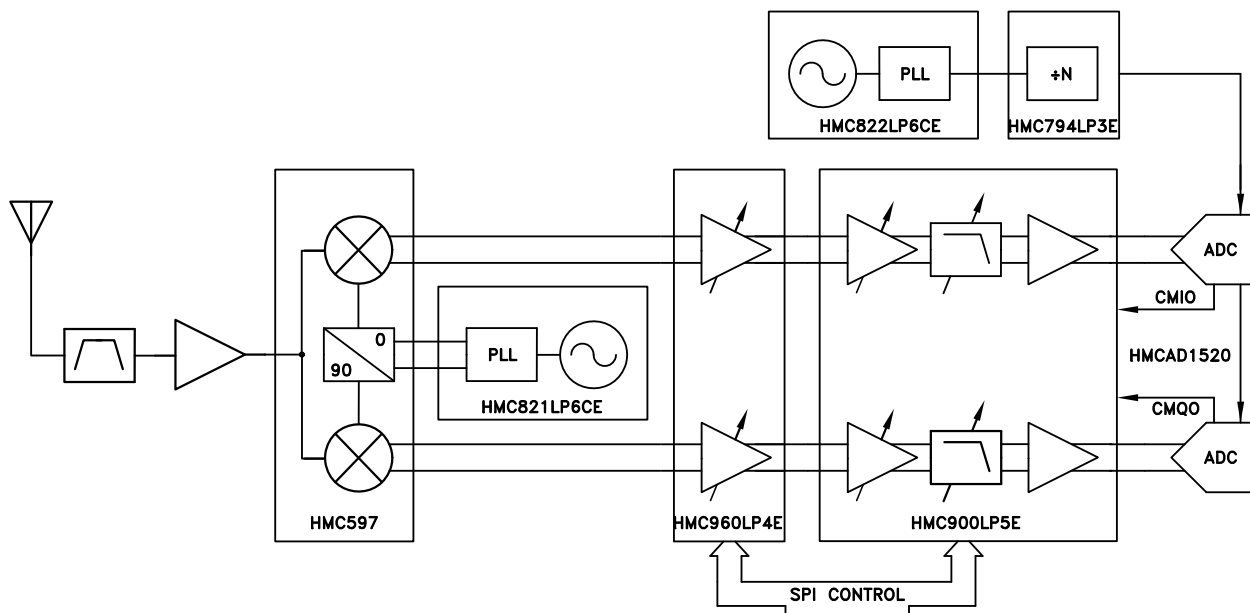 PLL
÷N
HMC822LP6CE
HMC794LP3E
ADC
CMIO
0
90
PLL
HMCAD1520
HMC821LP6CE
CMQO
ADC
HMC597
HMC960LP4E
HMC900LP5E
SPI CONTROL